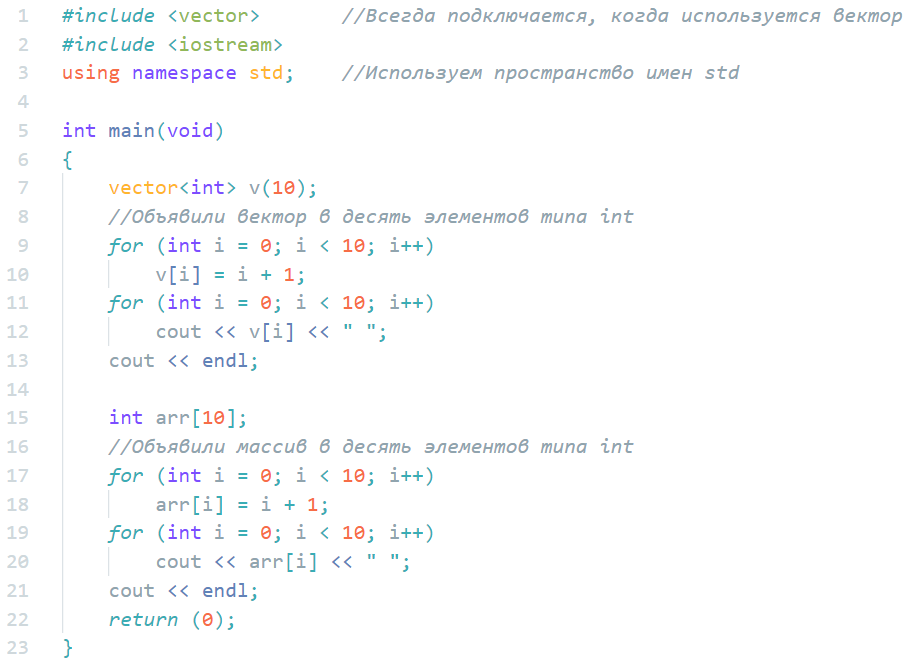 1 #include <vector> //Всегда подключается, когда используется вектор
2 #include <iostream>
3 using namespace std; //Используем пространство имен std
4
5 int main(void)
6 {
7 vector<int> v(10);
8 //Объявили вектор в десять элементов типа int
9 for (int i = 0; i < 10; i++)
10 v[i] = i + 1;
11 for (int i = 0; i < 10; i++)
12 cout << v[i] << " ";
13 cout << endl;
14
15 int arr[10];
16 //Объявили массив в десять элементов типа int
17 for (int i = 0; i < 10; i++)
18 arr[i] = i + 1;
19 for (int i = 0; i < 10; i++)
20 cout << arr[i] << " ";
21 cout << endl;
22 return (0);
23 }